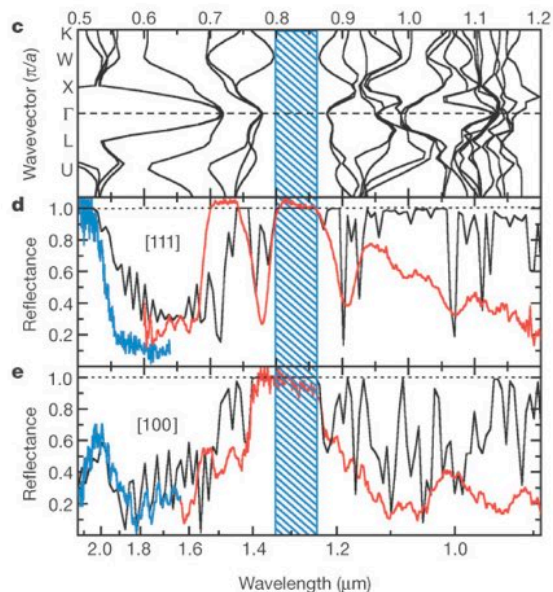 0.5 0.6 0.7 0.8 0.9 1.0 1.1 1.2
c
K
W
X
Γ
L
U
Wavevector (π/a)
d
1.0
0.8
0.6
0.4
0.2
Reflectance
[111]
e
1.0
0.8
0.6
0.4
0.2
Reflectance
[100]
2.0 1.8 1.6 1.4 1.2 1.0
Wavelength (μm)